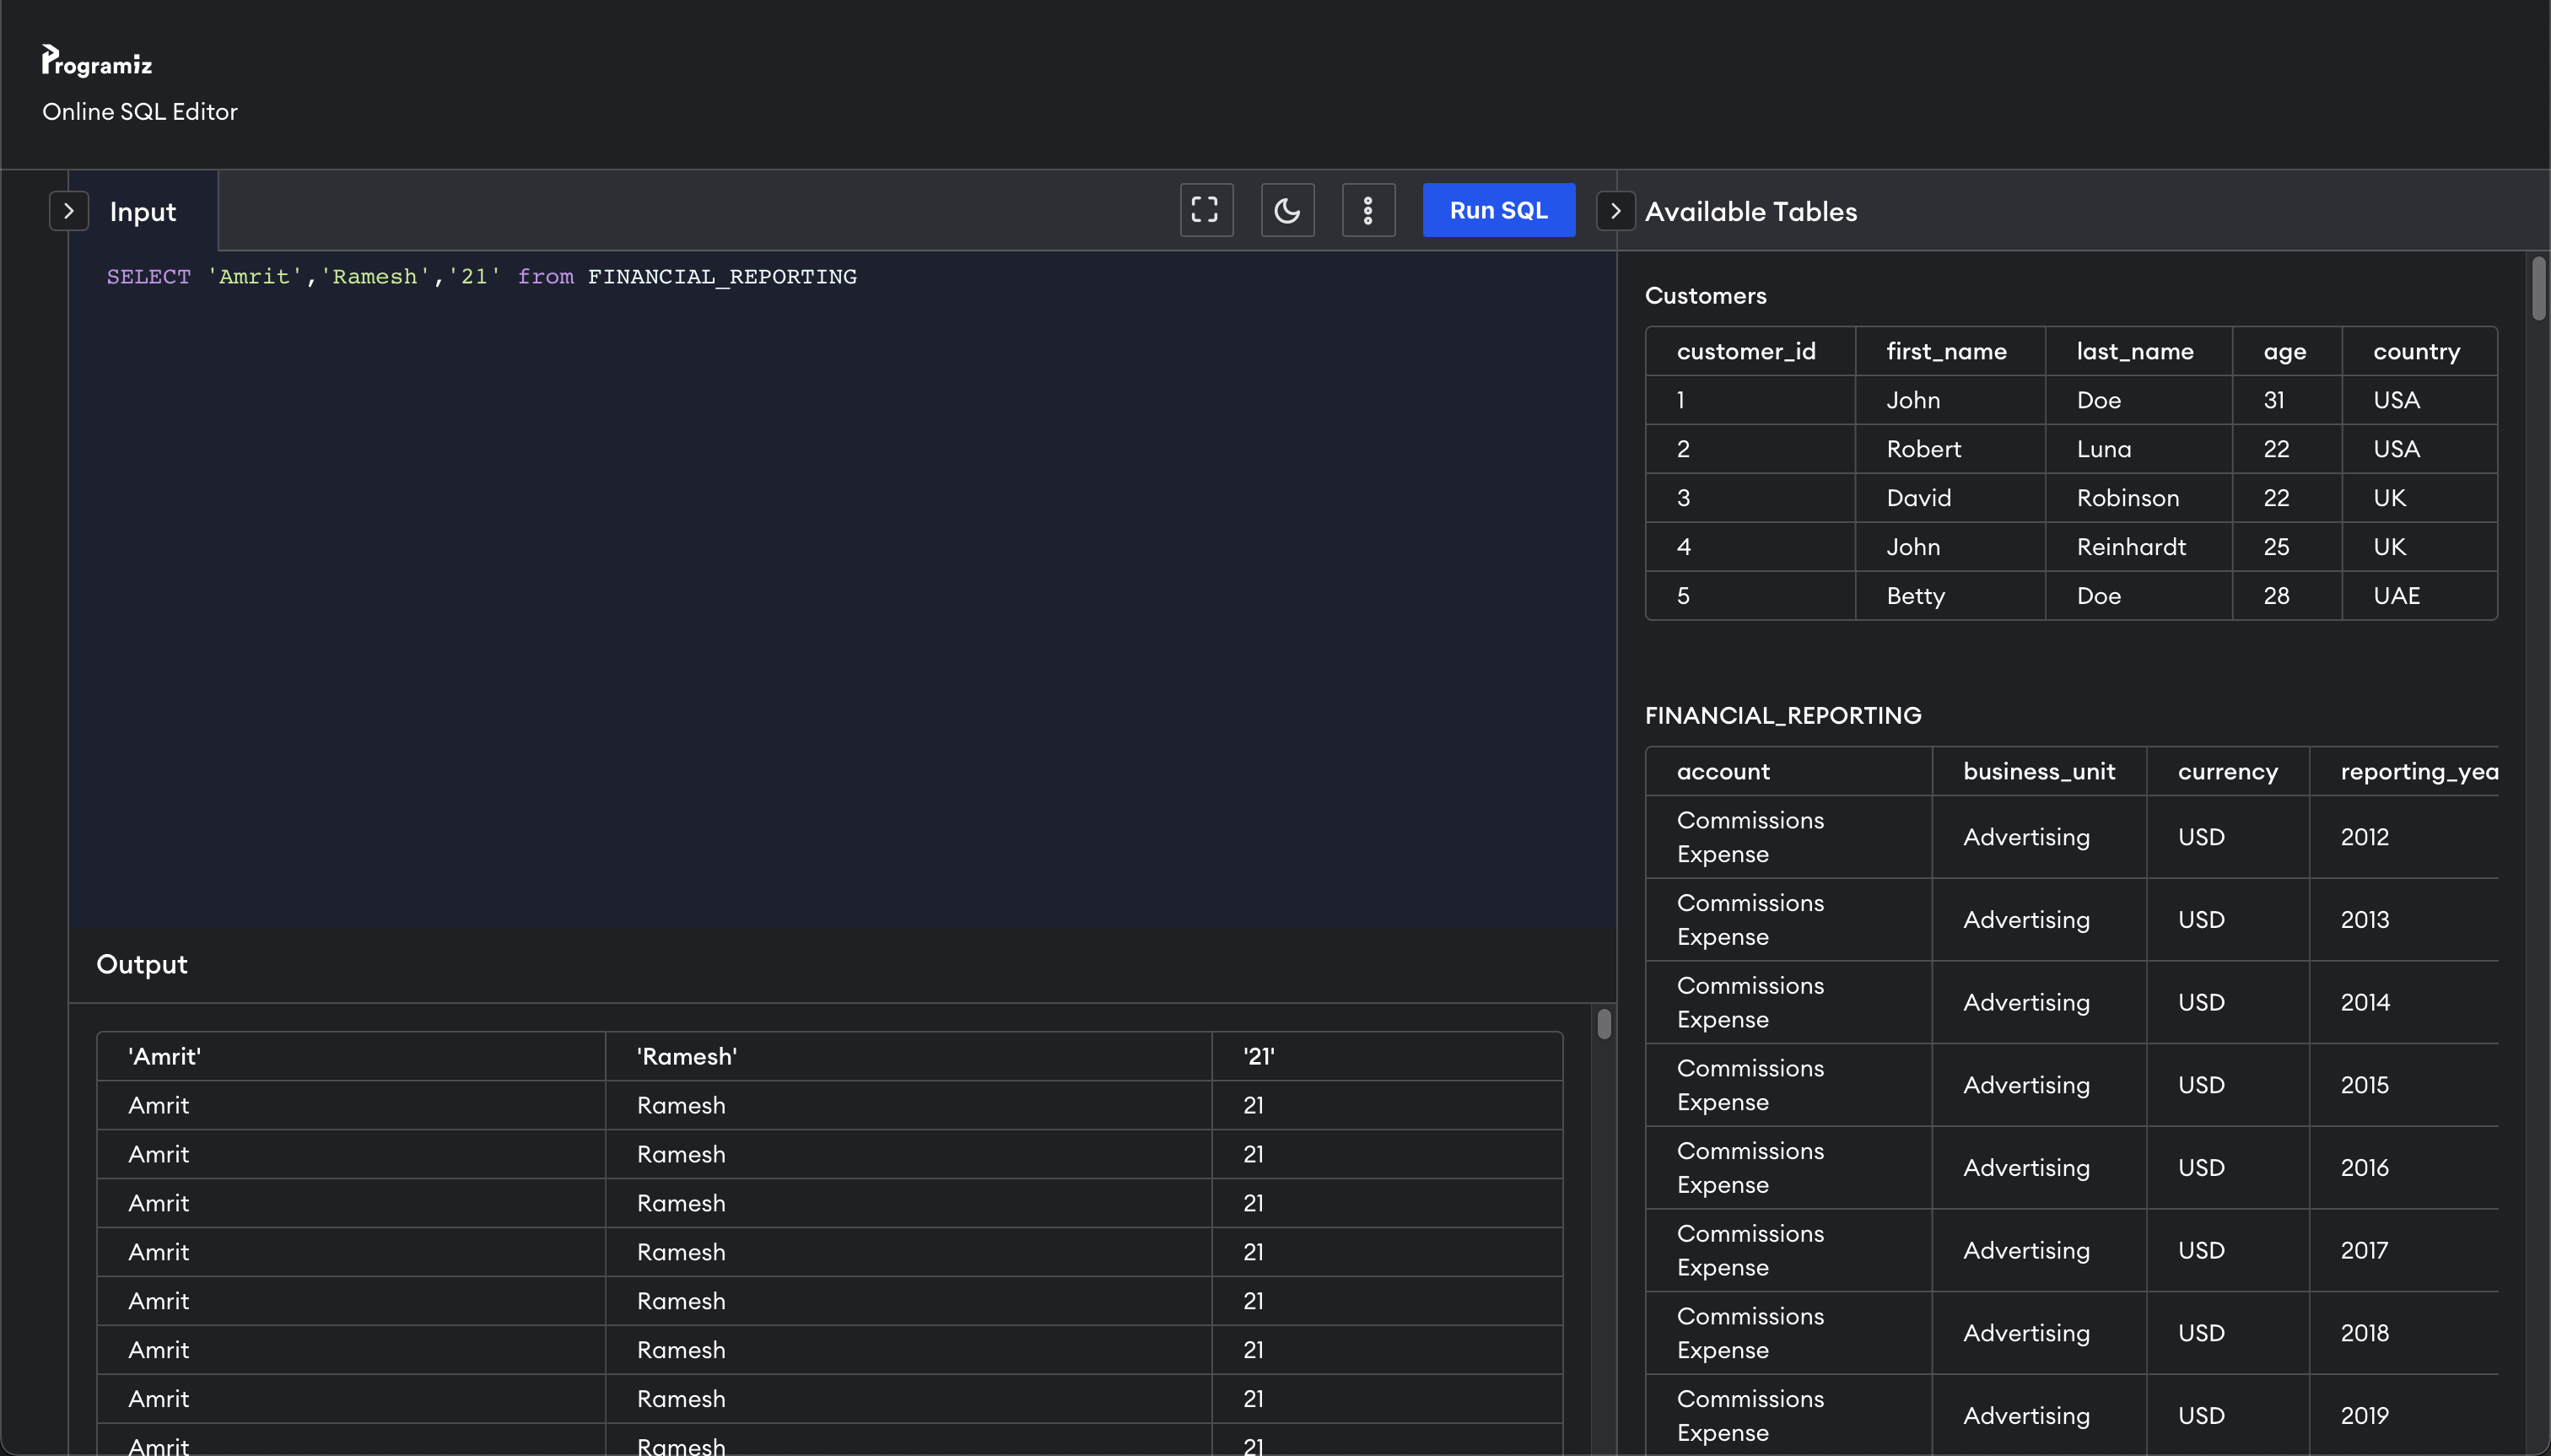 Programiz
Online SQL Editor
Input
Run SQL
SELECT 'Amrit','Ramesh','21' from FINANCIAL_REPORTING
Output
'Amrit' 'Ramesh' '21'
Amrit Ramesh 21
Amrit Ramesh 21
Amrit Ramesh 21
Amrit Ramesh 21
Amrit Ramesh 21
Amrit Ramesh 21
Amrit Ramesh 21
Amrit Ramesh 21
Available Tables
Customers
customer_id first_name last_name age country
1 John Doe 31 USA
2 Robert Luna 22 USA
3 David Robinson 22 UK
4 John Reinhardt 25 UK
5 Betty Doe 28 UAE
FINANCIAL_REPORTING
account business_unit currency reporting_yea
Commissions
Expense Advertising USD 2012
Commissions
Expense Advertising USD 2013
Commissions
Expense Advertising USD 2014
Commissions
Expense Advertising USD 2015
Commissions
Expense Advertising USD 2016
Commissions
Expense Advertising USD 2017
Commissions
Expense Advertising USD 2018
Commissions
Expense Advertising USD 2019